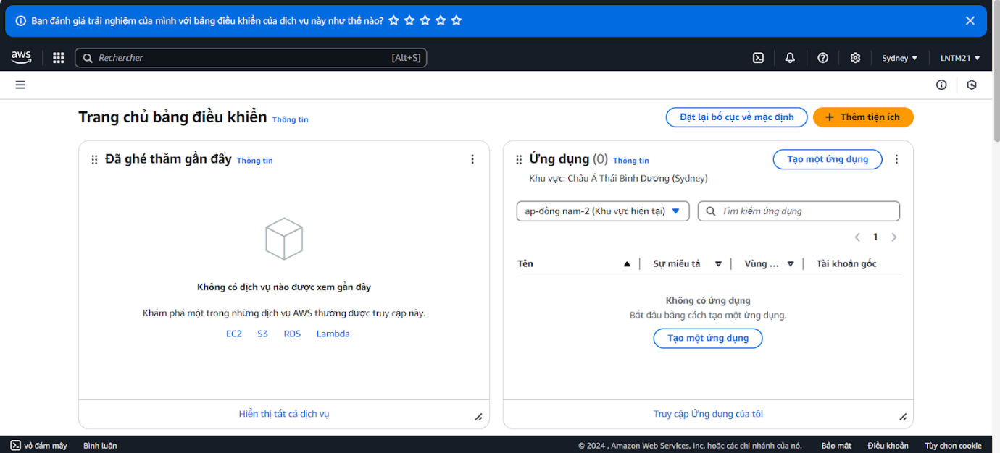 Bạn đánh giá trải nghiệm của mình với bảng điều khiển của dịch vụ này như thế nào?
aws
Rechercher [Alt+S]
Sydney
LNTM21
Trang chủ bảng điều khiển Thông tin
Đặt lại bố cục về mặc định
Thêm tiện ích
Đã ghé thăm gần đây Thông tin
Không có dịch vụ nào được xem gần đây
Khám phá một trong những dịch vụ AWS thường được truy cập này.
EC2 S3 RDS Lambda
Hiển thị tất cả dịch vụ
Ứng dụng (0) Thông tin
Tạo một ứng dụng
Khu vực: Châu Á Thái Bình Dương (Sydney)
ap-đông nam-2 (Khu vực hiện tại)
Tìm kiếm ứng dụng
1
Tên Sự miêu tả Vùng ... Tài khoản gốc
Không có ứng dụng
Bắt đầu bằng cách tạo một ứng dụng.
Tạo một ứng dụng
Truy cập Ứng dụng của tôi
vỏ đám mây Bình luận © 2024 , Amazon Web Services, Inc. hoặc các chi nhánh của nó. Bảo mật Điều khoản Tùy chọn cookie